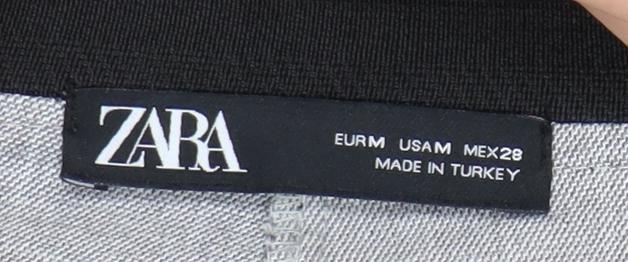 ZARA
EUR M USA M MEX 28
MADE IN TURKEY